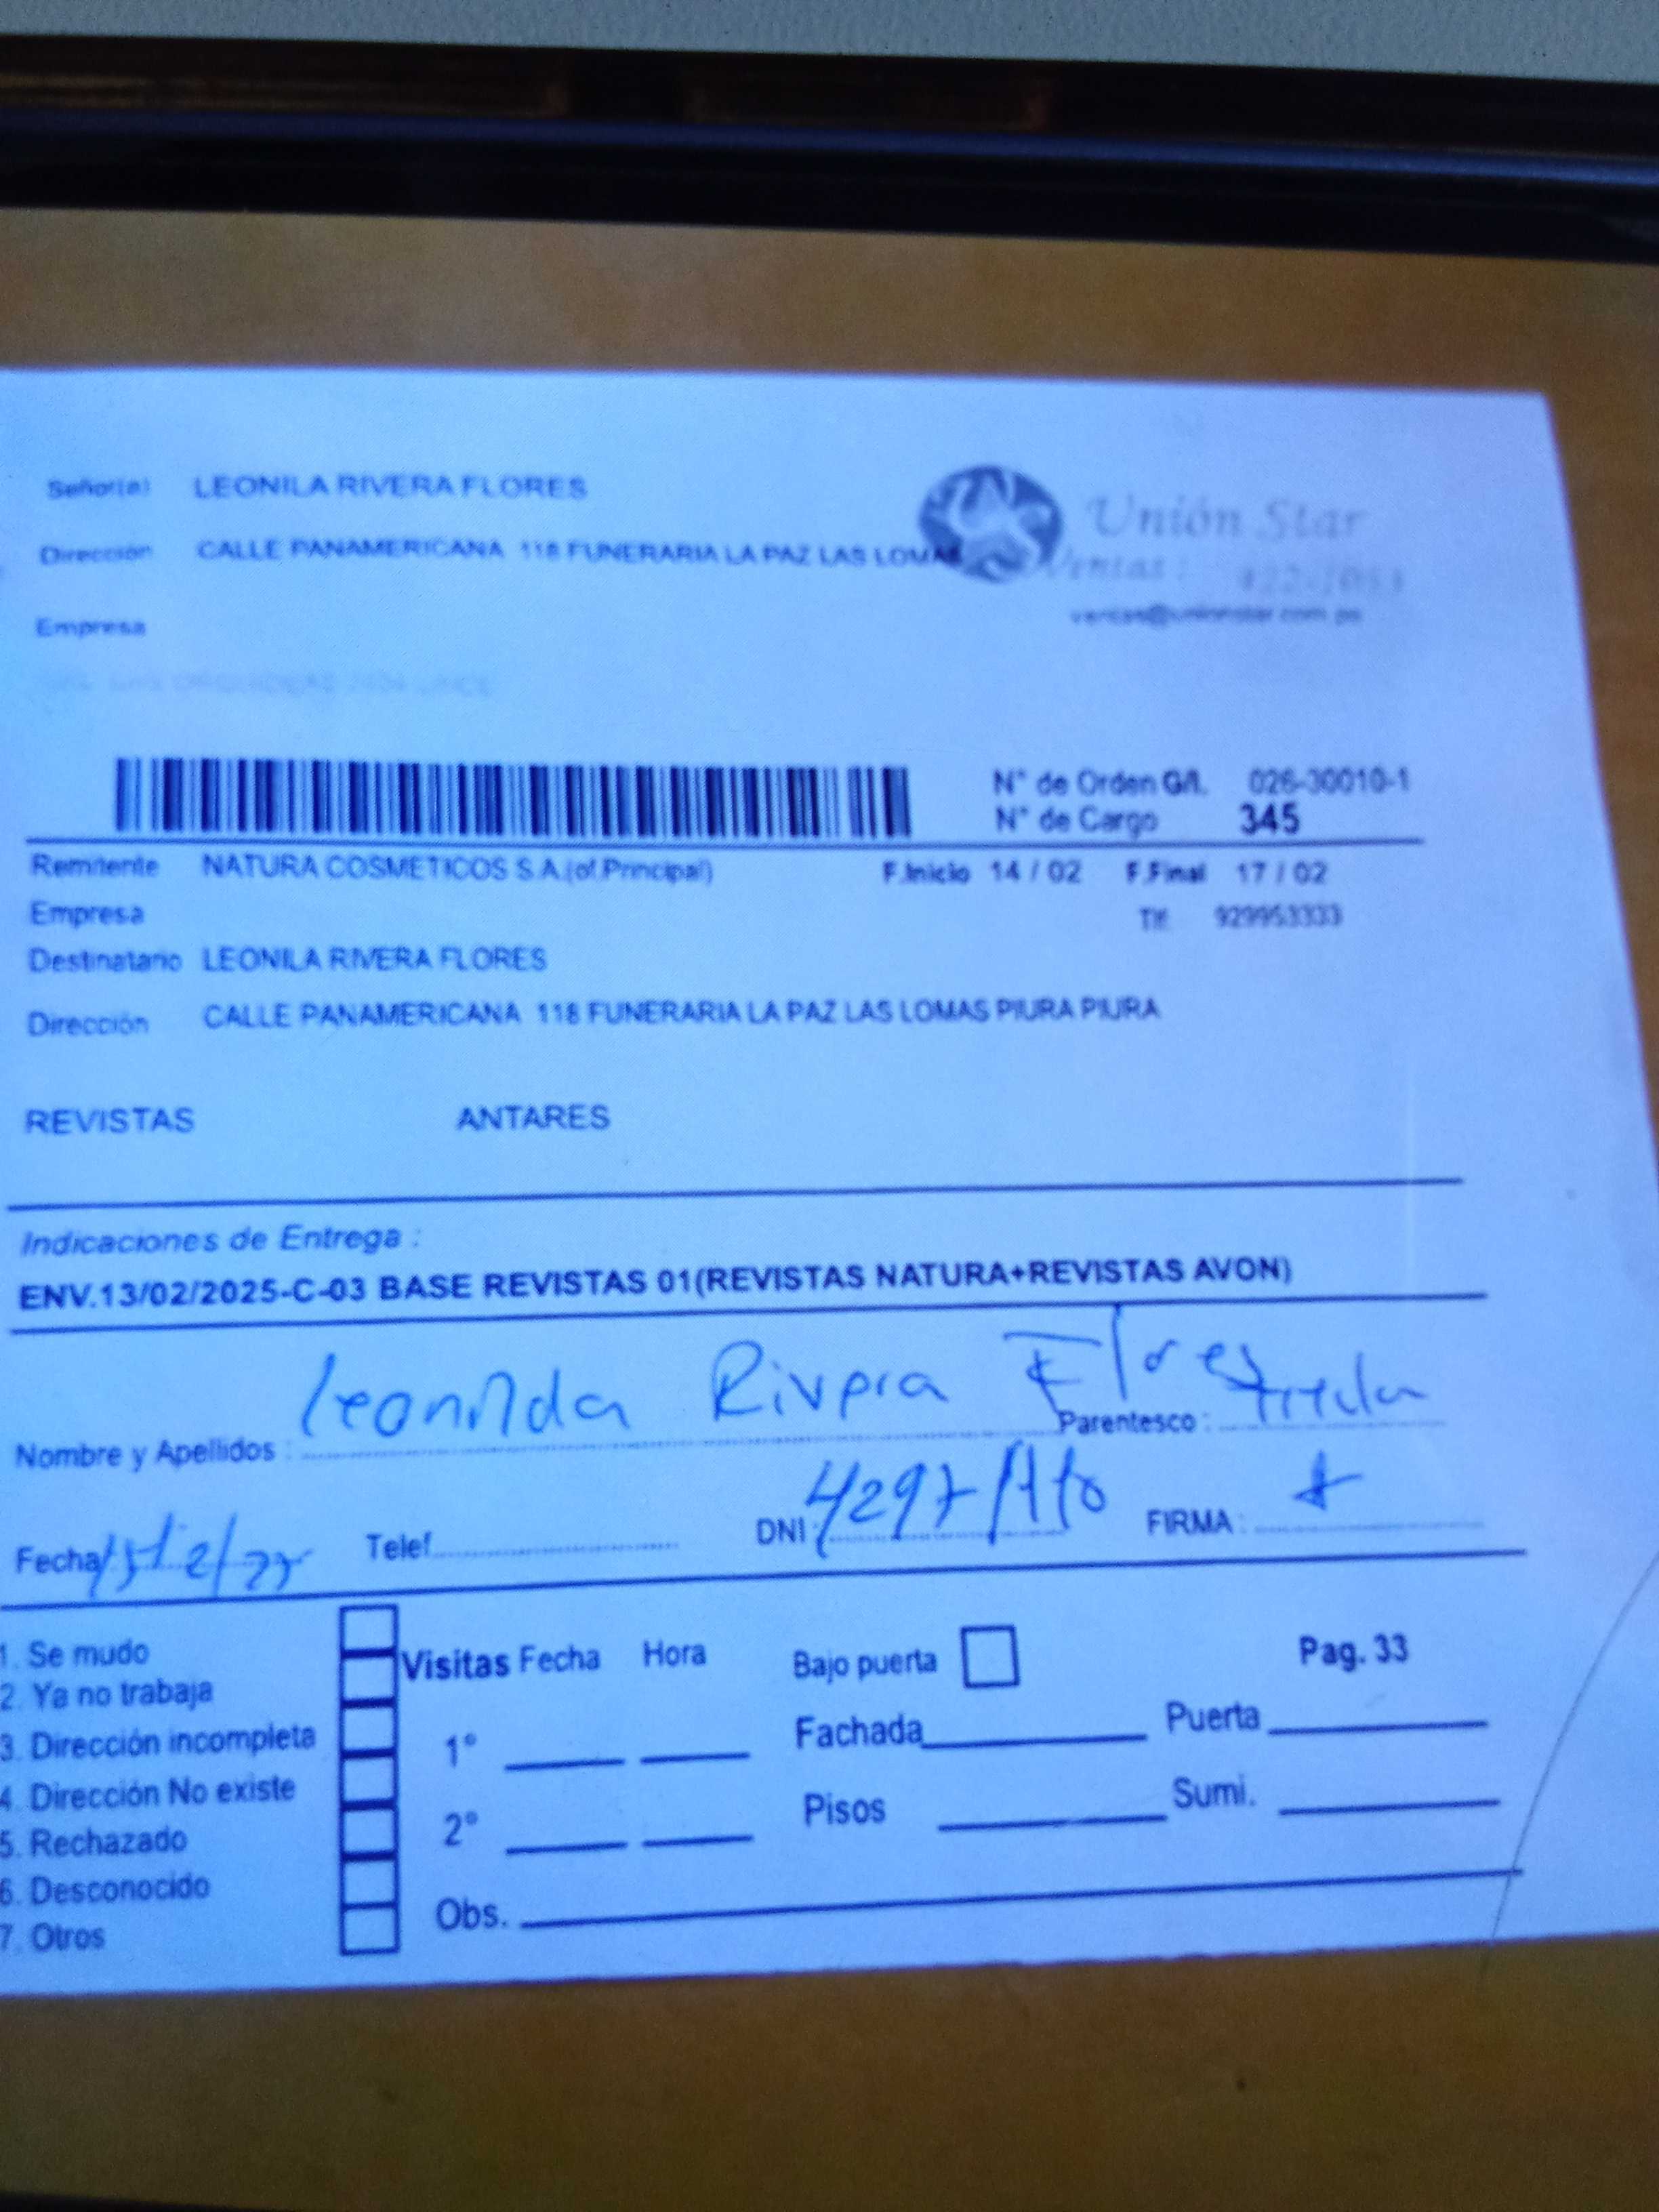 Señor(a) LEONILA RIVERA FLORES
Dirección CALLE PANAMERICANA 118 FUNERARIA LA PAZ LAS LOMAS
Unión Star
Ventas:
ventas@unionstar.com.pe
Empresa
N° de Orden G/I. 026-30010-1
N° de Cargo 345
Remitente NATURA COSMETICOS S.A.(of.Principal) F.Inicio 14 / 02 F.Final 17 / 02
Empresa Tlf: 929953333
Destinatario LEONILA RIVERA FLORES
Dirección CALLE PANAMERICANA 118 FUNERARIA LA PAZ LAS LOMAS PIURA PIURA
REVISTAS ANTARES
Indicaciones de Entrega :
ENV.13/02/2025-C-03 BASE REVISTAS 01(REVISTAS NATURA+REVISTAS AVON)
Nombre y Apellidos : Leonilda Rivera Flores Parentesco :
Fecha Telef. DNI : FIRMA :
1. Se mudo
2. Ya no trabaja
3. Dirección incompleta
4. Dirección No existe
5. Rechazado
6. Desconocido
7. Otros
Visitas Fecha Hora
1°
2°
Obs.
Bajo puerta Pag. 33
Fachada Puerta
Pisos Sumi.